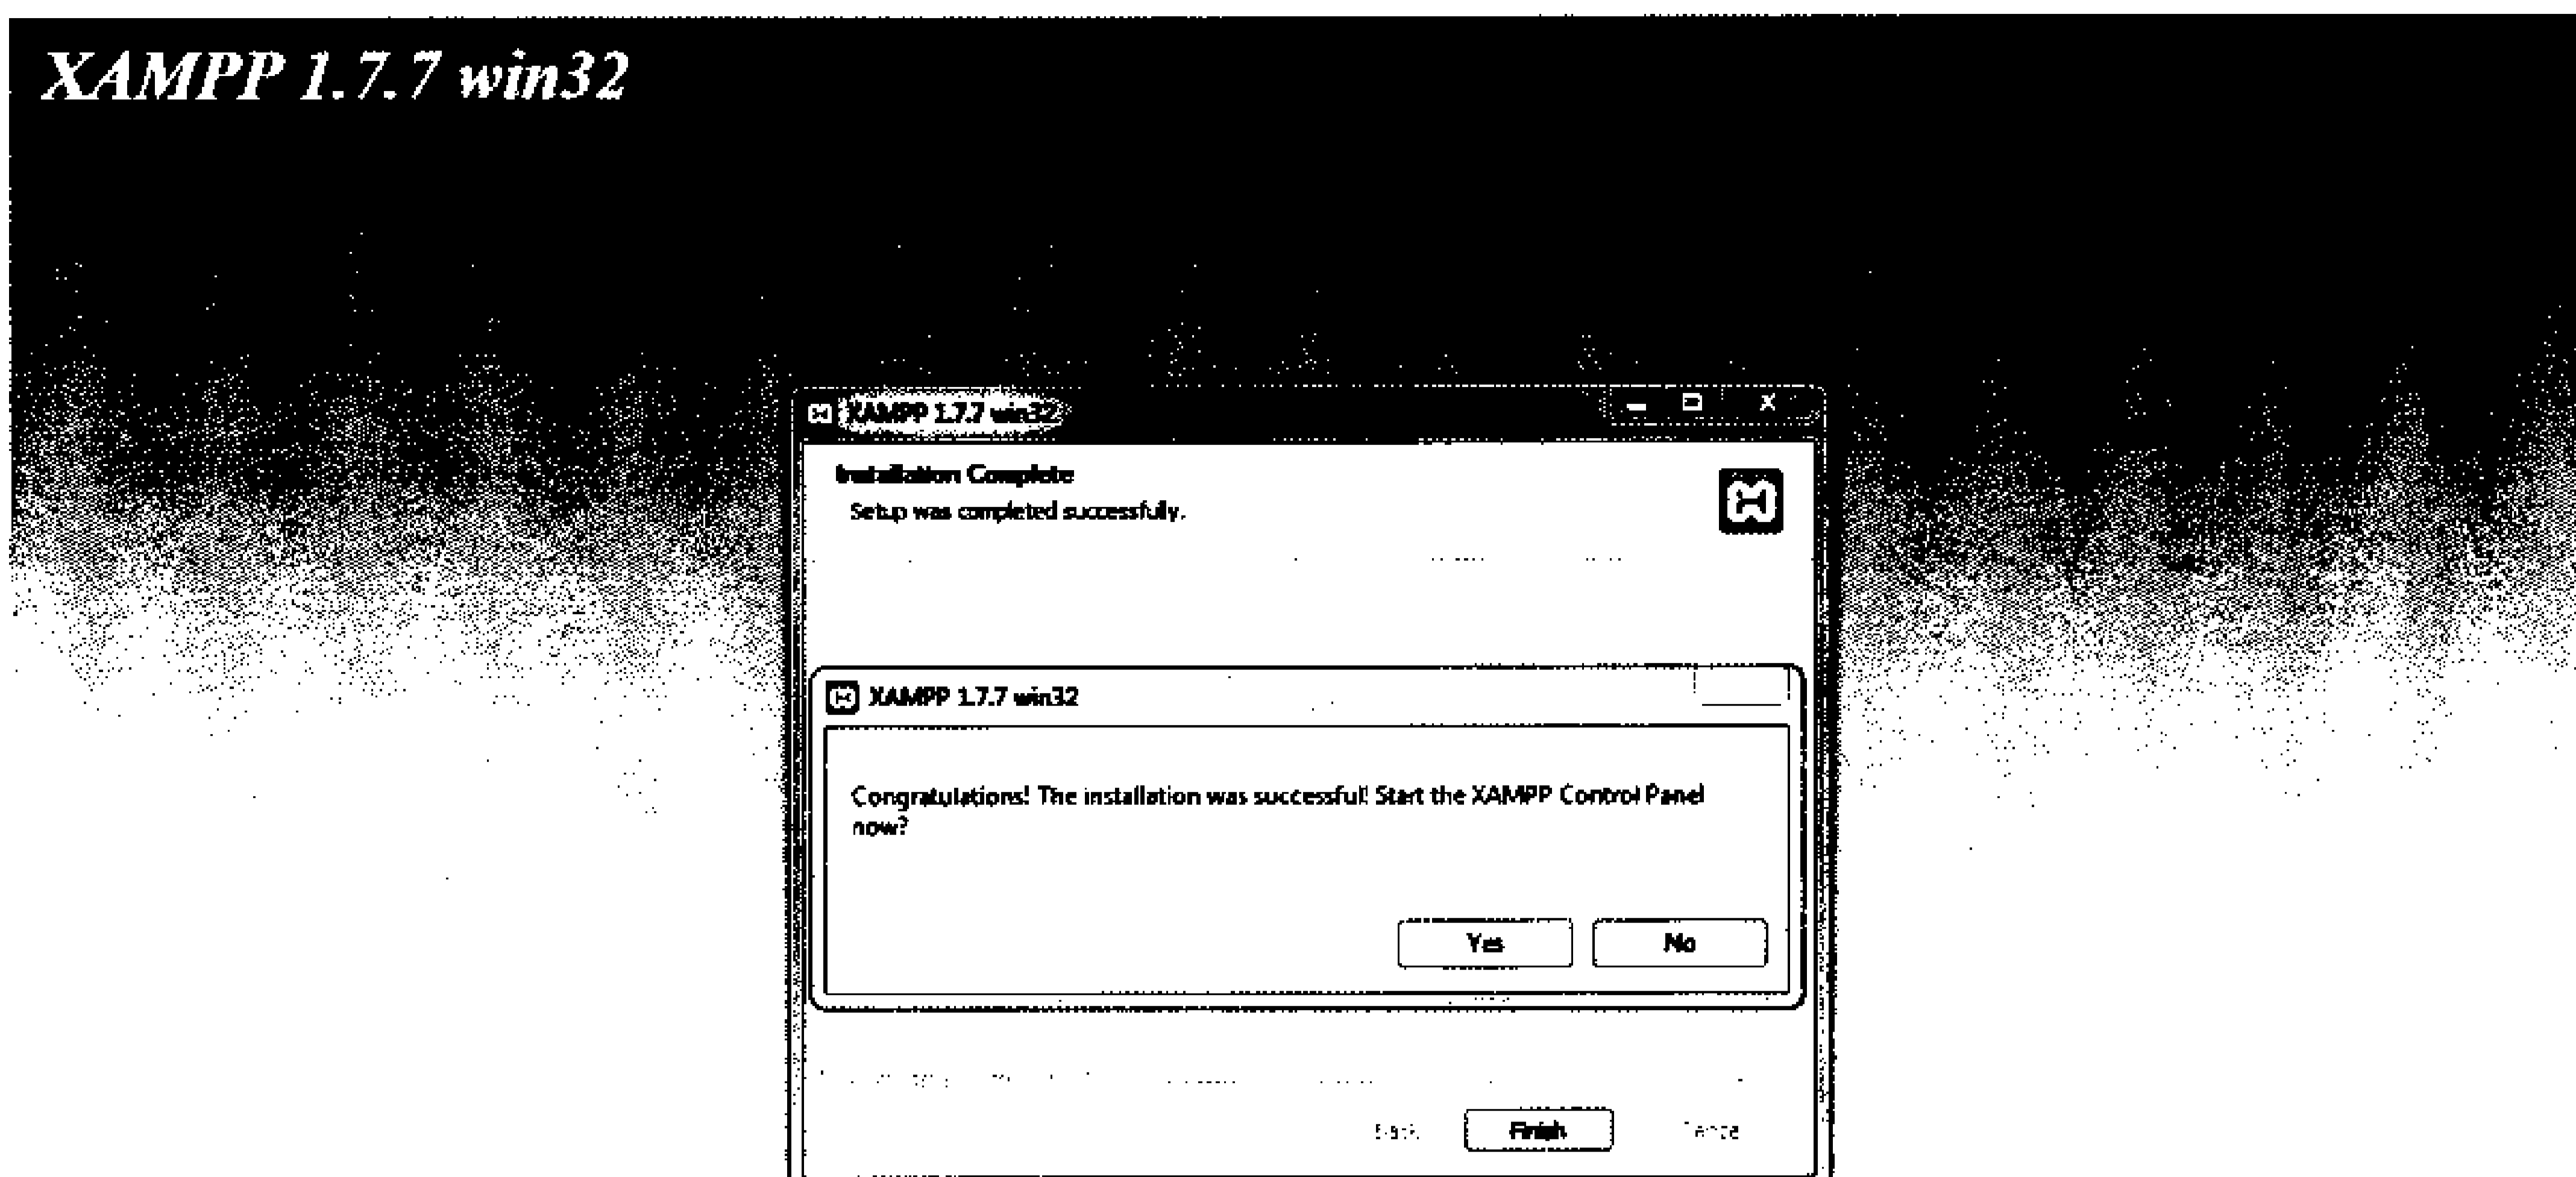 XAMPP 1.7.7 win32
XAMPP 1.7.7 win32
Installation Complete
Setup was completed successfully.
XAMPP 1.7.7 win32
Congratulations! The installation was successful! Start the XAMPP Control Panel
now?
Yes No
Back Finish